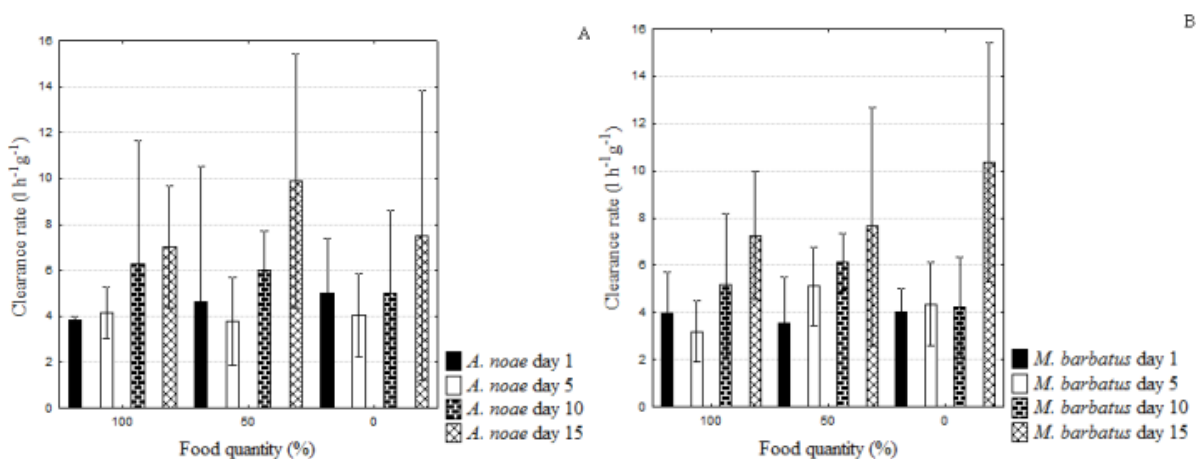 A
16
14
12
10
8
6
4
2
0
Clearance rate (l h⁻¹g⁻¹)
100
50
0
Food quantity (%)
A. noae day 1
A. noae day 5
A. noae day 10
A. noae day 15
B
16
14
12
10
8
6
4
2
0
Clearance rate (l h⁻¹g⁻¹)
100
50
0
Food quantity (%)
M. barbatus day 1
M. barbatus day 5
M. barbatus day 10
M. barbatus day 15